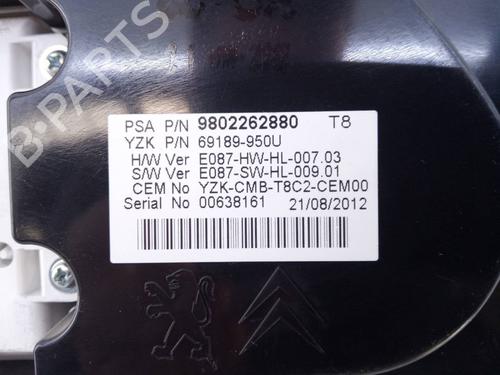 B-PARTS
PSA P/N 9802262880 T8
YZK P/N 69189-950U
H/W Ver E087-HW-HL-007.03
S/W Ver E087-SW-HL-009.01
CEM No YZK-CMB-T8C2-CEM00
Serial No 00638161 21/08/2012